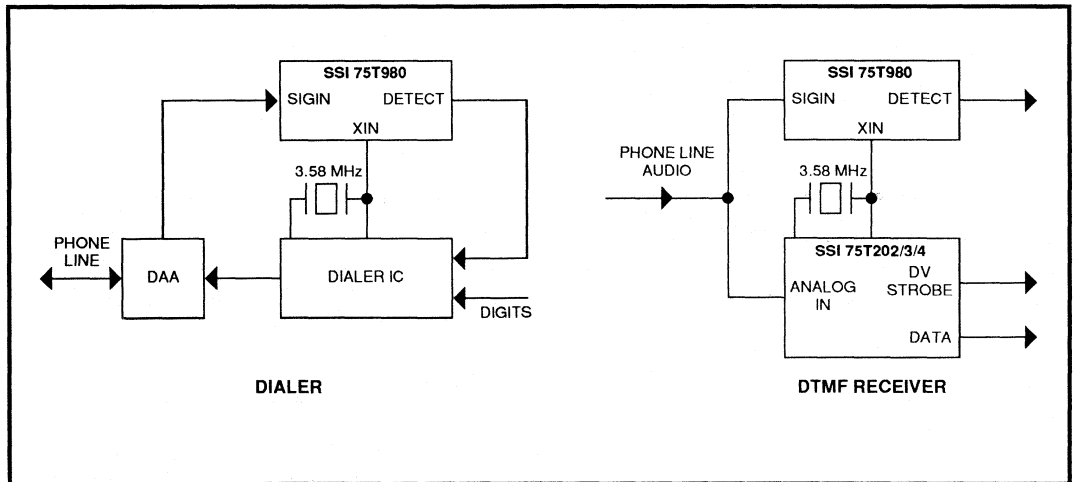 SSI 75T980
SIGIN DETECT
XIN
3.58 MHz
PHONE
LINE
DAA
DIALER IC
DIGITS
DIALER
SSI 75T980
SIGIN DETECT
XIN
PHONE LINE
AUDIO
3.58 MHz
SSI 75T202/3/4
ANALOG
IN
DV
STROBE
DATA
DTMF RECEIVER